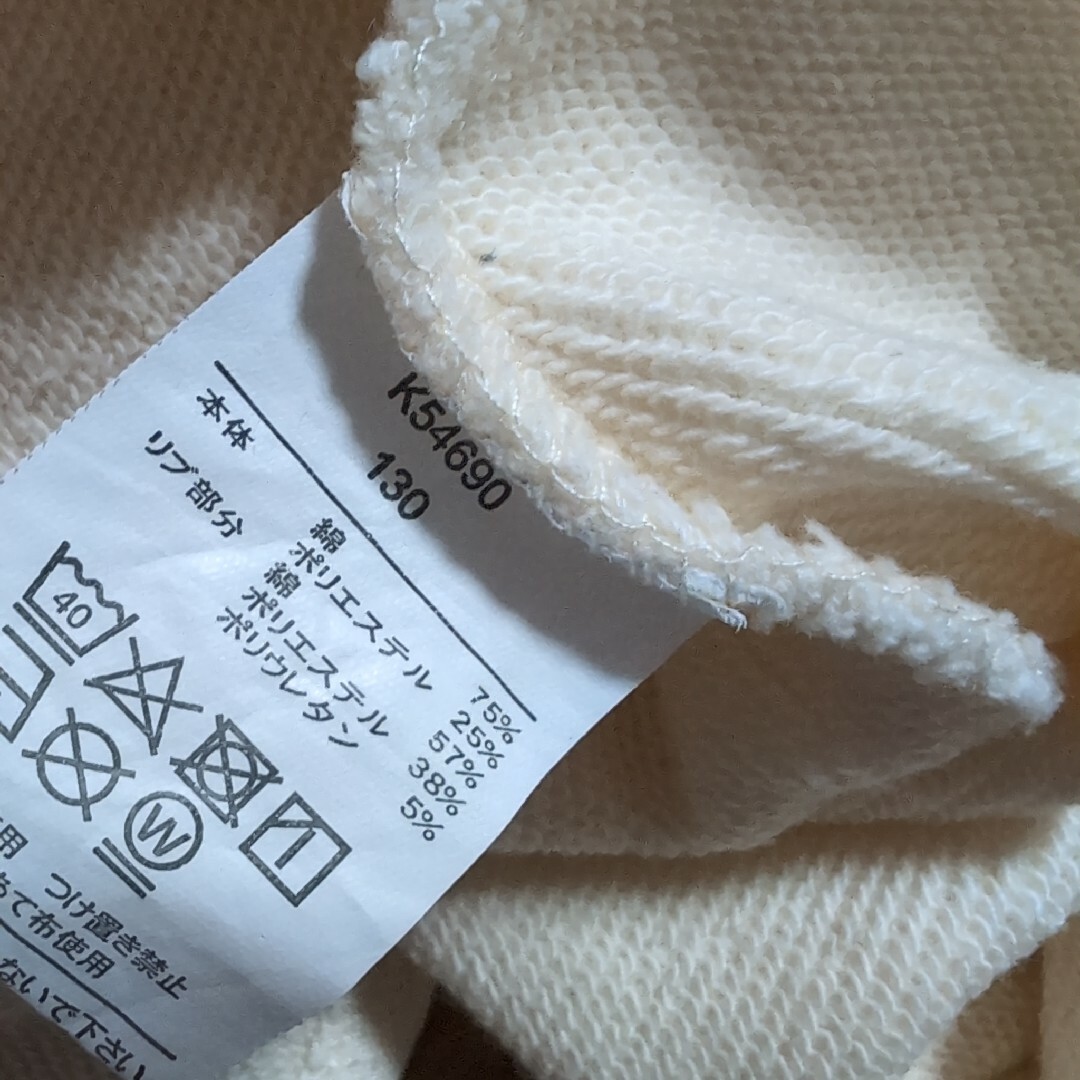 K54690
130
本体
綿 75%
ポリエステル 25%
リブ部分
綿 57%
ポリエステル 38%
ポリウレタン 5%
40
W
用 つけ置き禁止
あて布使用
ないで下さい